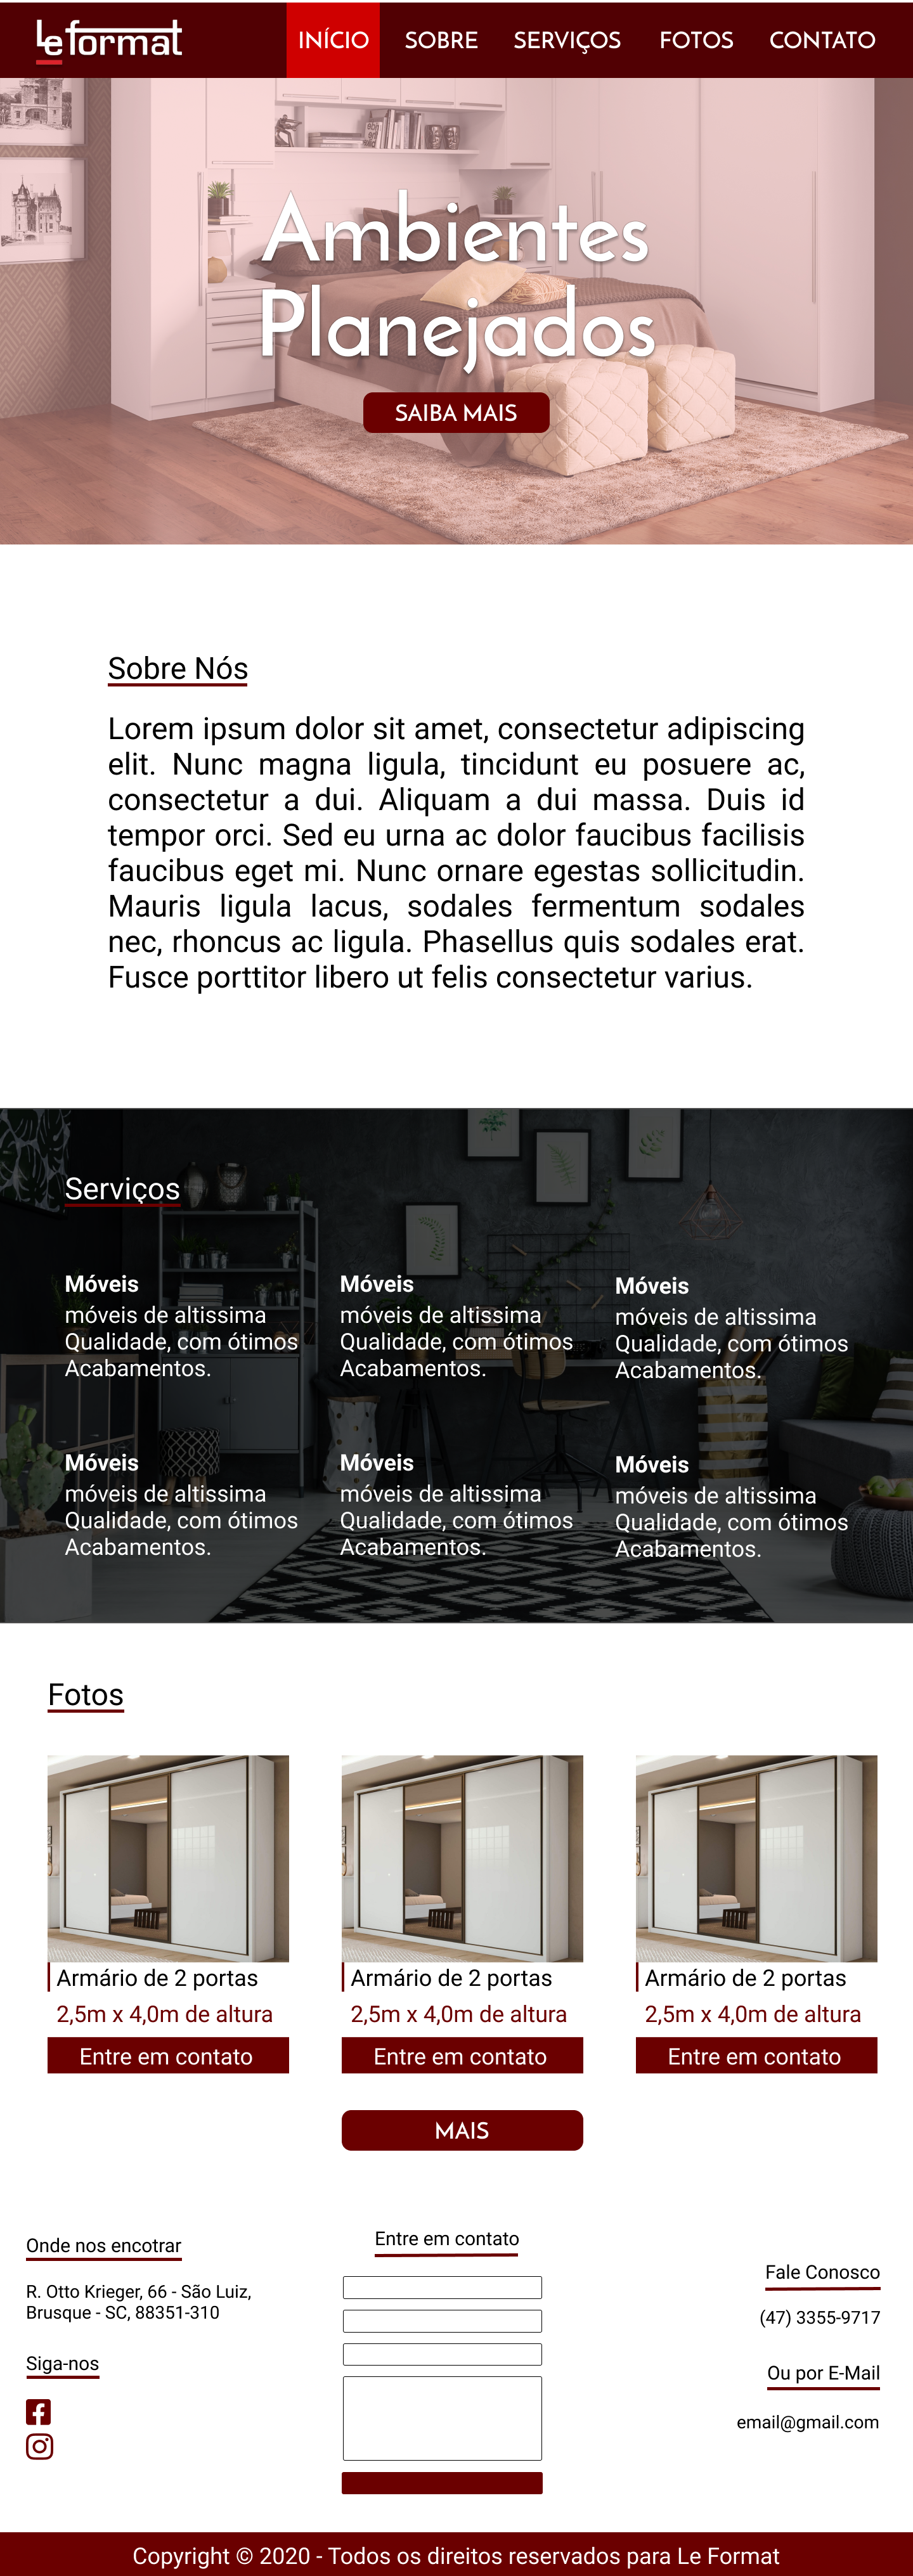 Leformat
INÍCIO SOBRE SERVIÇOS FOTOS CONTATO
Ambientes
Planejados
SAIBA MAIS
Sobre Nós
Lorem ipsum dolor sit amet, consectetur adipiscing
elit. Nunc magna ligula, tincidunt eu posuere ac,
consectetur a dui. Aliquam a dui massa. Duis id
tempor orci. Sed eu urna ac dolor faucibus facilisis
faucibus eget mi. Nunc ornare egestas sollicitudin.
Mauris ligula lacus, sodales fermentum sodales
nec, rhoncus ac ligula. Phasellus quis sodales erat.
Fusce porttitor libero ut felis consectetur varius.
Serviços
Móveis
móveis de altissima
Qualidade, com ótimos
Acabamentos.
Móveis
móveis de altissima
Qualidade, com ótimos
Acabamentos.
Móveis
móveis de altissima
Qualidade, com ótimos
Acabamentos.
Móveis
móveis de altissima
Qualidade, com ótimos
Acabamentos.
Móveis
móveis de altissima
Qualidade, com ótimos
Acabamentos.
Móveis
móveis de altissima
Qualidade, com ótimos
Acabamentos.
Fotos
Armário de 2 portas
2,5m x 4,0m de altura
Entre em contato
Armário de 2 portas
2,5m x 4,0m de altura
Entre em contato
Armário de 2 portas
2,5m x 4,0m de altura
Entre em contato
MAIS
Onde nos encotrar
R. Otto Krieger, 66 - São Luiz,
Brusque - SC, 88351-310
Siga-nos
Entre em contato
Fale Conosco
(47) 3355-9717
Ou por E-Mail
email@gmail.com
Copyright © 2020 - Todos os direitos reservados para Le Format